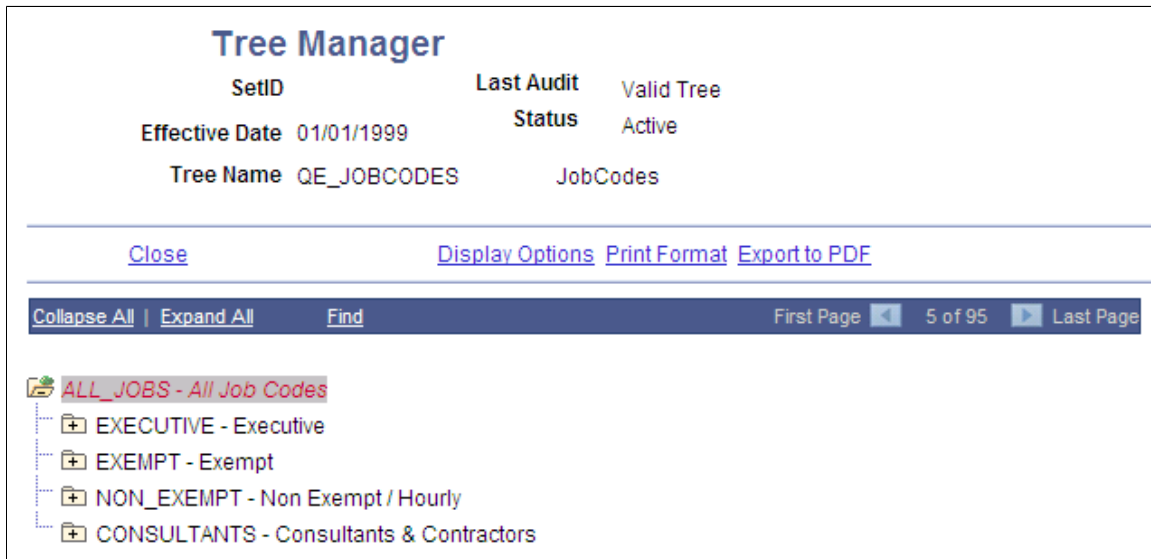 Tree Manager
SetID Last Audit Valid Tree
Effective Date 01/01/1999 Status Active
Tree Name QE_JOBCODES JobCodes
Close Display Options Print Format Export to PDF
Collapse All | Expand All Find First Page 5 of 95 Last Page
ALL_JOBS - All Job Codes
EXECUTIVE - Executive
EXEMPT - Exempt
NON_EXEMPT - Non Exempt / Hourly
CONSULTANTS - Consultants & Contractors